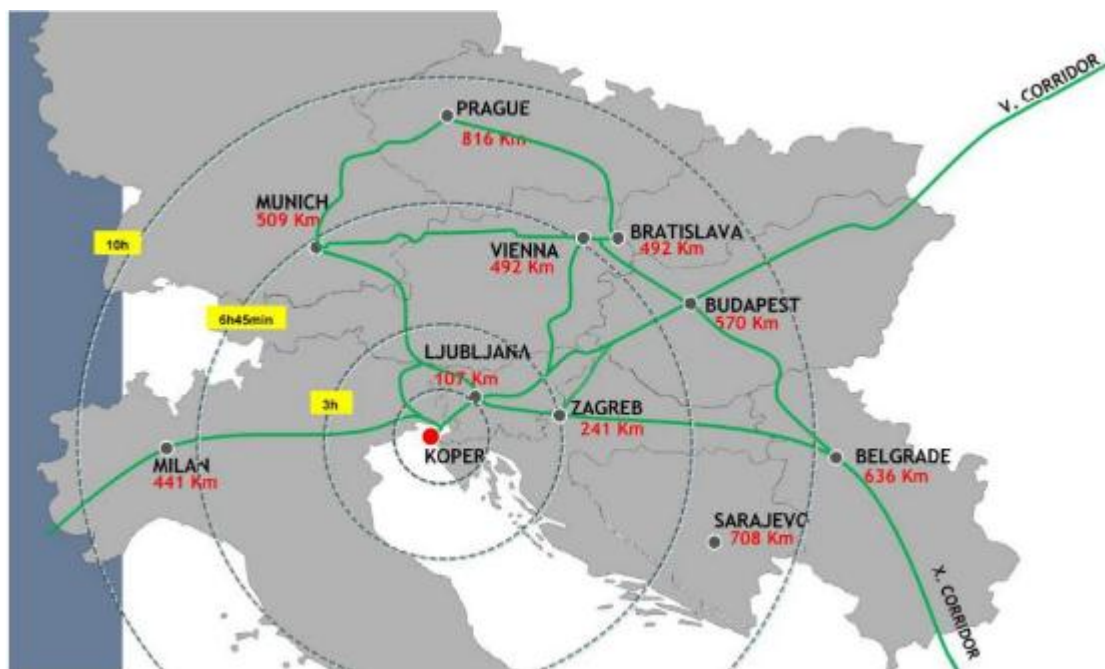 V. CORRIDOR
PRAGUE
816 Km
MUNICH
509 Km
10h
VIENNA
492 Km
BRATISLAVA
492 Km
6h45min
BUDAPEST
570 Km
LJUBLJANA
107 Km
3h
ZAGREB
241 Km
KOPER
MILAN
441 Km
BELGRADE
636 Km
SARAJEVO
708 Km
X. CORRIDOR